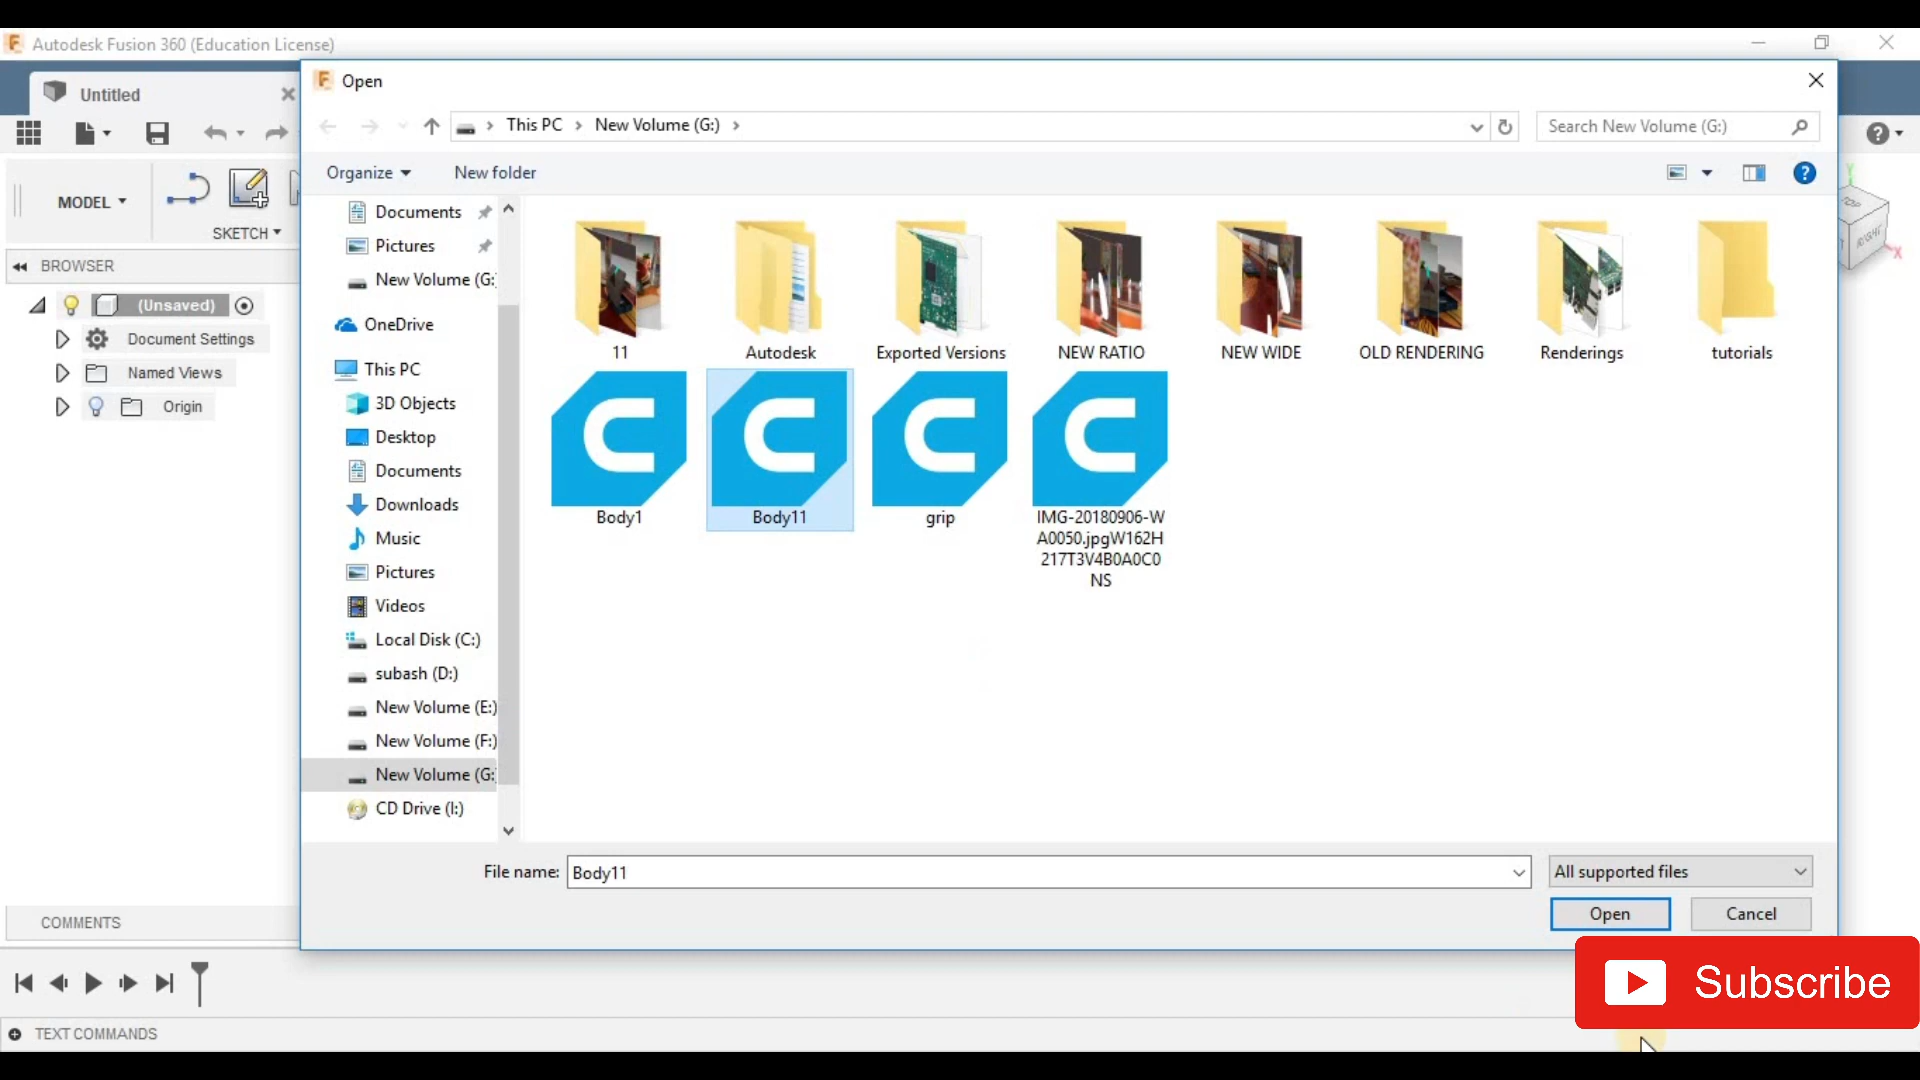 Autodesk Fusion 360 (Education License)
Untitled
Open
This PC
New Volume (G:)
Search New Volume (G:)
Organize
New folder
MODEL
SKETCH
BROWSER
(Unsaved)
Document Settings
Named Views
Origin
Documents
Pictures
New Volume (G:
OneDrive
This PC
3D Objects
Desktop
Documents
Downloads
Music
Pictures
Videos
Local Disk (C:)
subash (D:)
New Volume (E:)
New Volume (F:)
New Volume (G:
CD Drive (I:)
11
Autodesk
Exported Versions
NEW RATIO
NEW WIDE
OLD RENDERING
Renderings
tutorials
Body1
Body11
grip
IMG-20180906-W
A0050.jpgW162H
217T3V4B0A0C0
NS
TOP
RIGHT
Y
X
File name:
Body11
All supported files
Open
Cancel
COMMENTS
Subscribe
TEXT COMMANDS